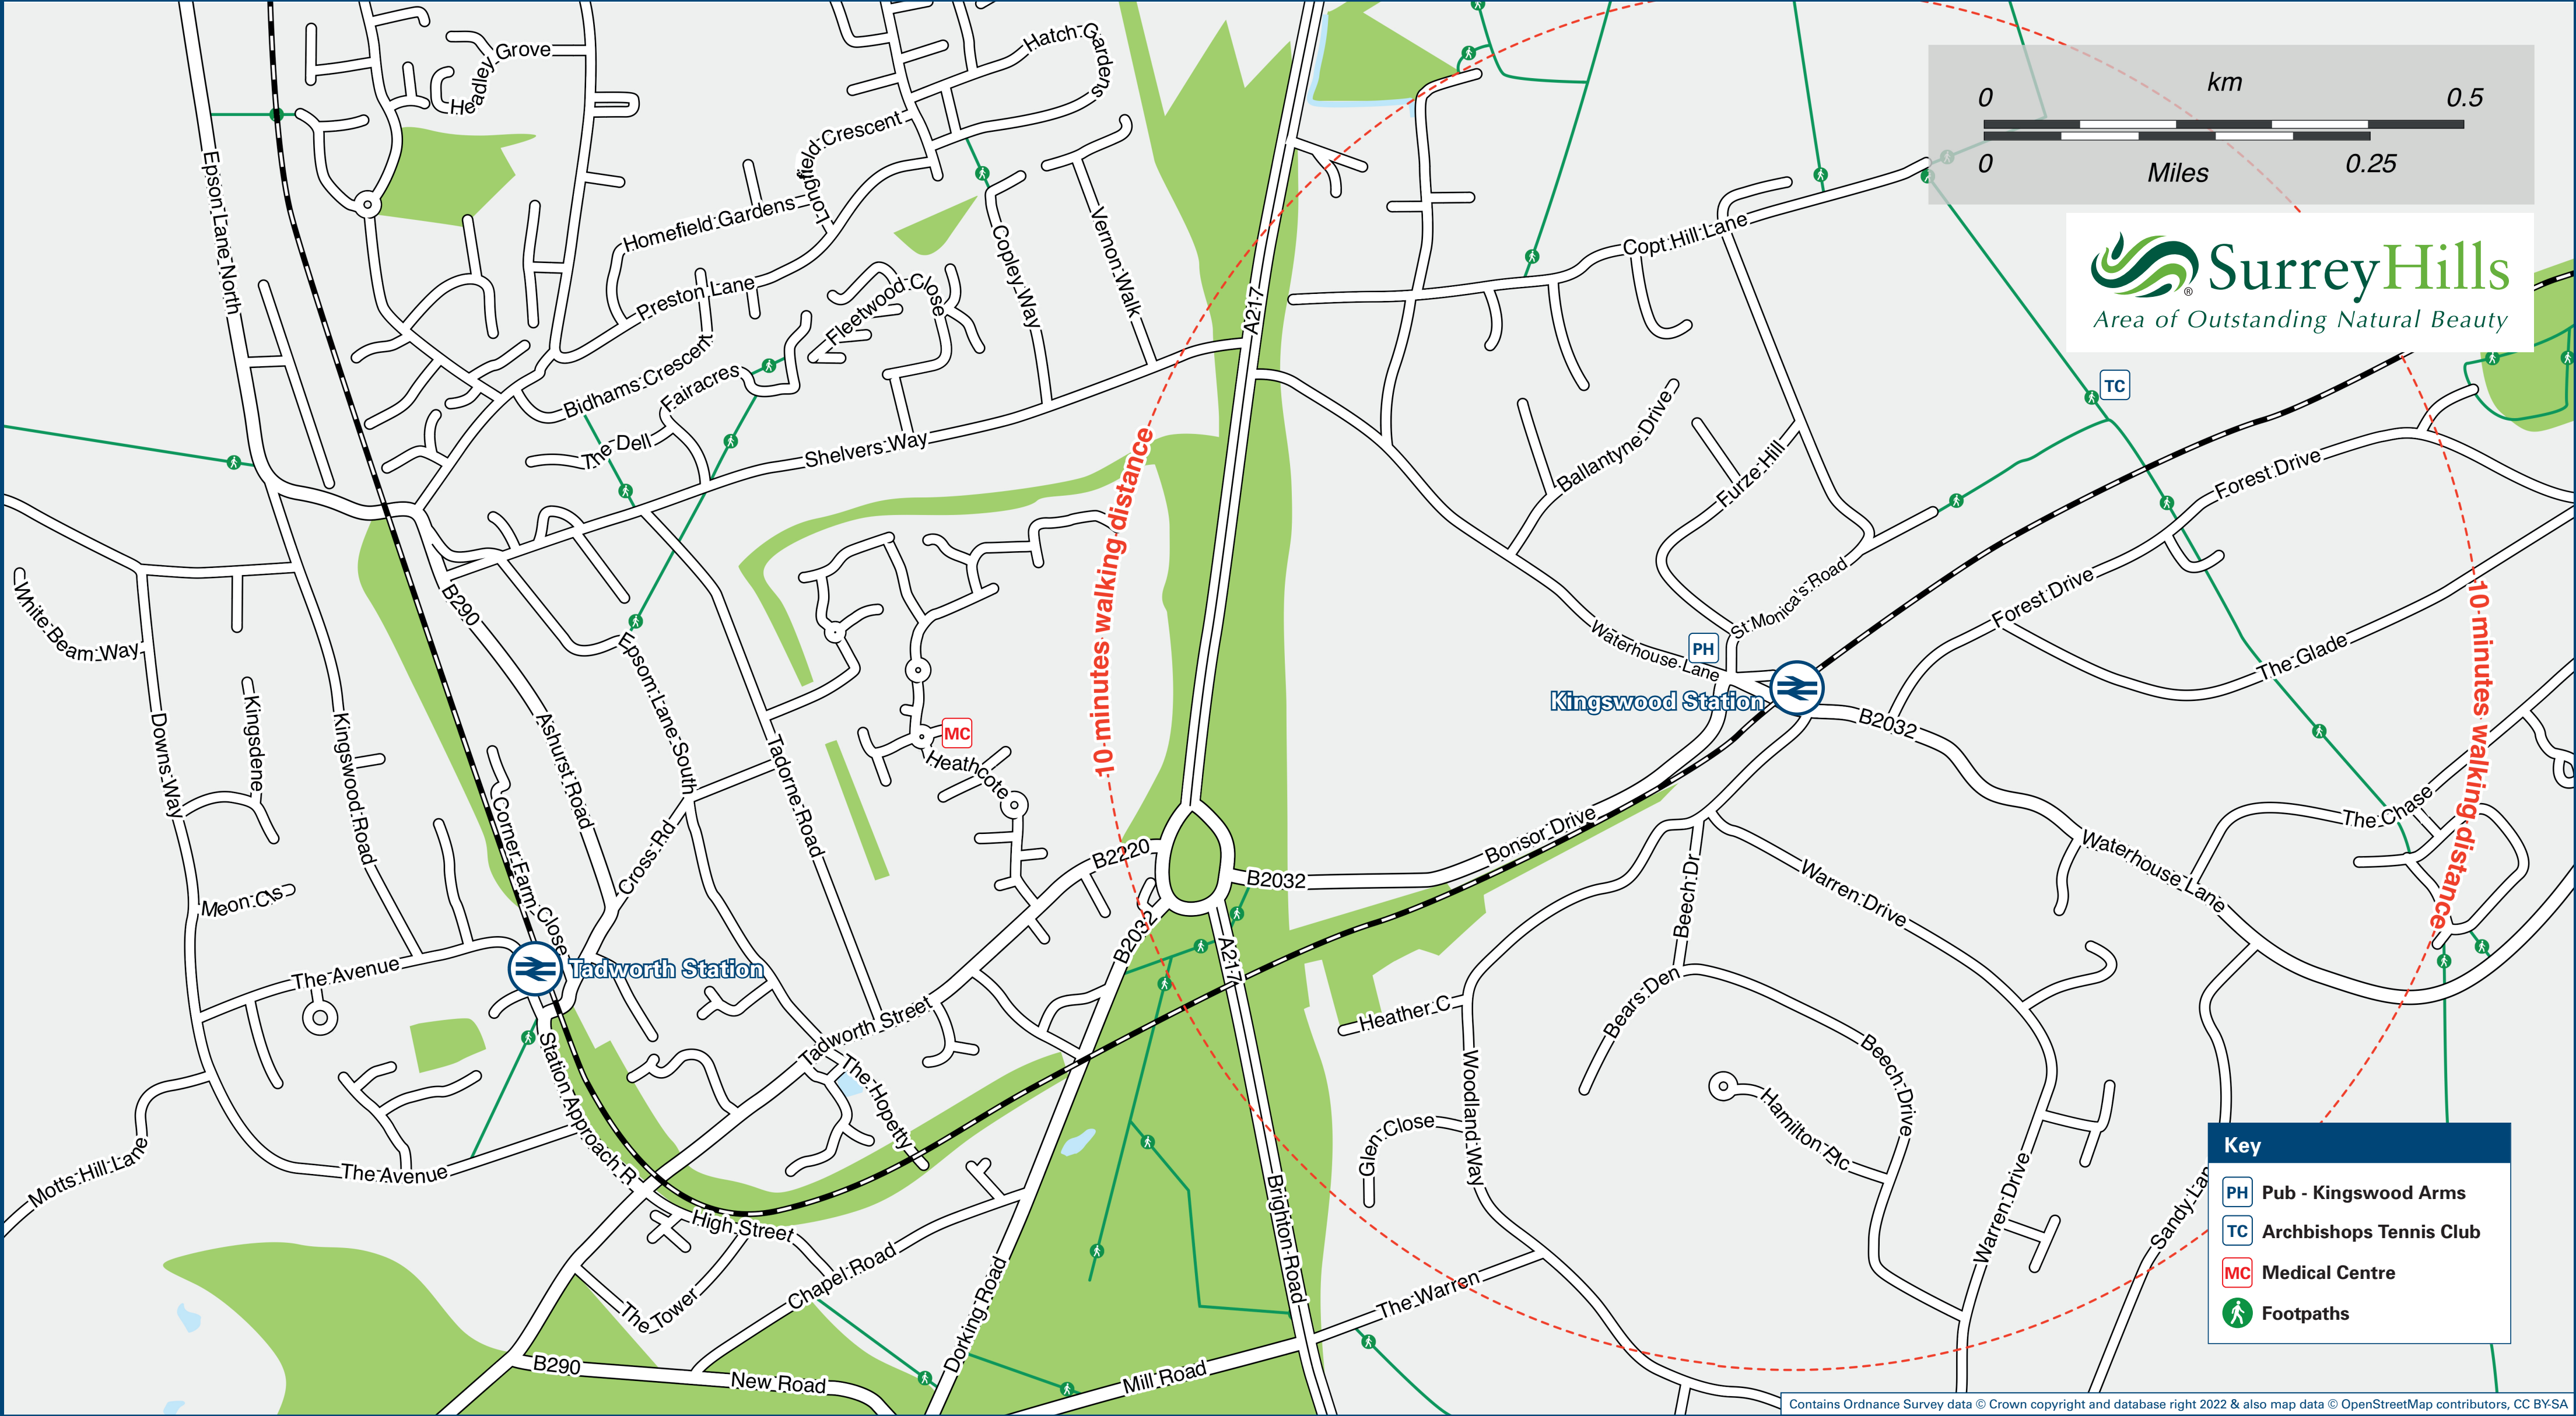 Grove
Headley
Hatch Gardens
Longfield Crescent
Epsom Lane North
Homefield Gardens
Preston Lane
Copley Way
Vernon Walk
A217
Fleetwood Close
Bidhams Crescent
Fairacres
The Dell
Shelvers Way
Copt Hill Lane
Ballantyne Drive
Furze Hill
km
0
0.5
0
0.25
Miles
SurreyHills
®
Area of Outstanding Natural Beauty
TC
Forest Drive
Forest Drive
10 minutes walking distance
White Beam Way
B290
Epsom Lane South
Downs Way
Kingsdene
Kingswood Road
Ashurst Road
Tadorne Road
MC
Heathcote
Corner Farm Close
Cross Rd
Meon Cls
The Avenue
Tadworth Station
B2220
B2032
B2032
A217
Bonsor Drive
Waterhouse Lane
PH
St Monica's Road
Kingswood Station
B2032
The Glade
10 minutes walking distance
The Chase
Waterhouse Lane
Beech Dr
Warren Drive
Bears Den
Heather C
Woodland Way
Beech Drive
Hamilton Plc
Glen Close
Tadworth Street
The Hopetty
Station Approach R
The Avenue
Motts Hill Lane
High Street
The Tower
Chapel Road
Dorking Road
Brighton Road
The Warren
Warren Drive
Sandy Lan
B290
New Road
Mill Road
Key
PH Pub - Kingswood Arms
TC Archbishops Tennis Club
MC Medical Centre
Footpaths
Contains Ordnance Survey data © Crown copyright and database right 2022 & also map data © OpenStreetMap contributors, CC BY-SA